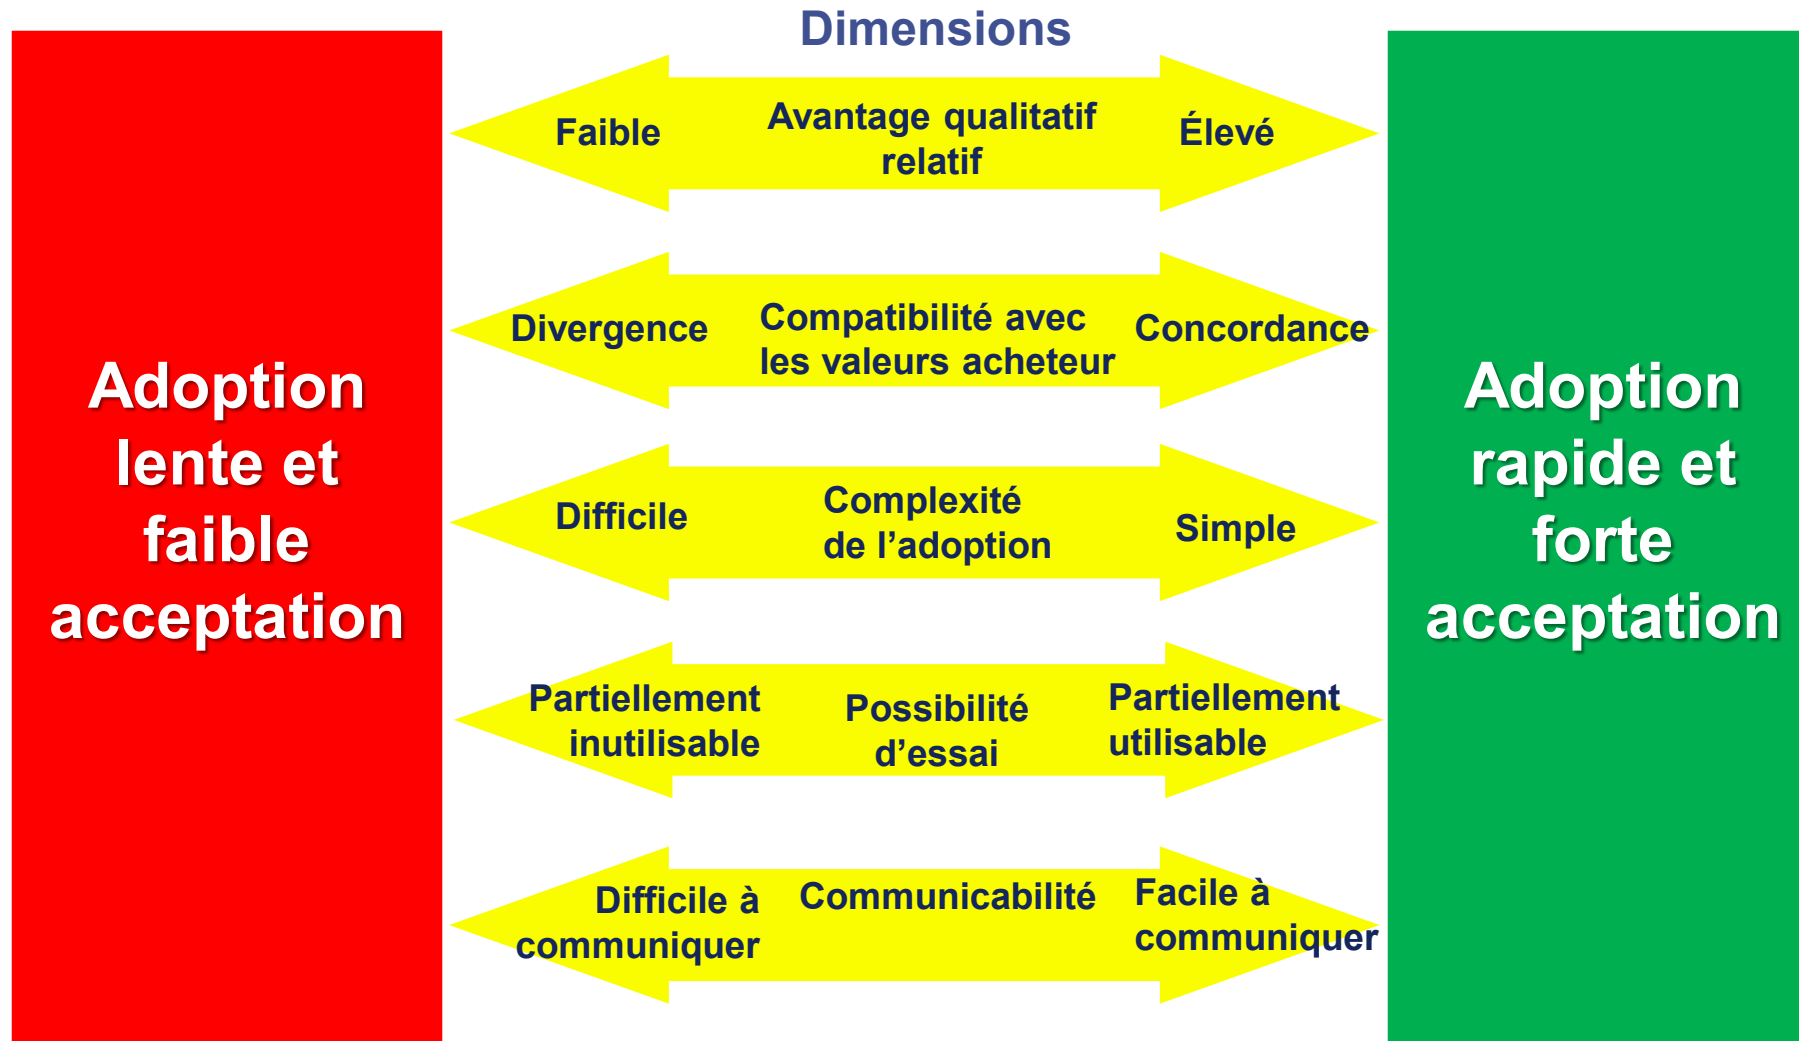 Dimensions
Adoption
lente et
faible
acceptation
Faible
Avantage qualitatif
relatif
Élevé
Divergence
Compatibilité avec
les valeurs acheteur
Concordance
Difficile
Complexité
de l’adoption
Simple
Partiellement
inutilisable
Possibilité
d’essai
Partiellement
utilisable
Difficile à
communiquer
Communicabilité
Facile à
communiquer
Adoption
rapide et
forte
acceptation